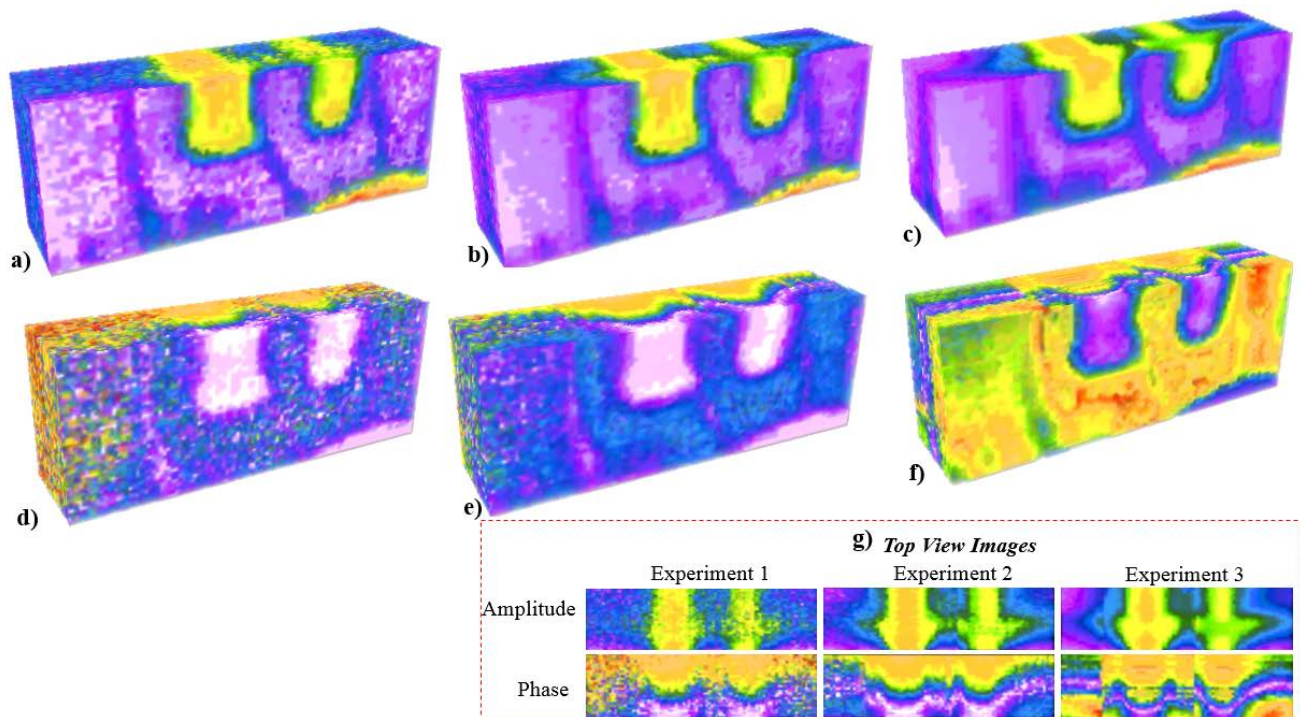 a)
b)
c)
d)
e)
f)
g) Top View Images
Experiment 1 Experiment 2 Experiment 3
Amplitude
Phase